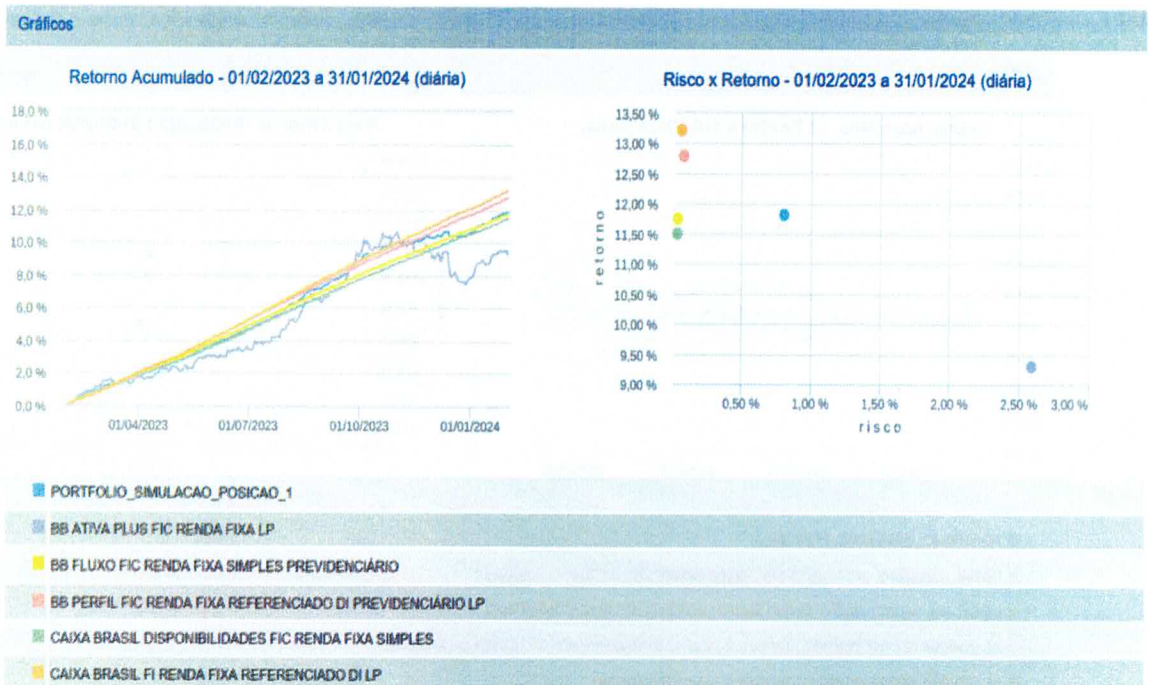 Gráficos
Retorno Acumulado - 01/02/2023 a 31/01/2024 (diária)
18,0 %
16,0 %
14,0 %
12,0 %
10,0 %
8,0 %
6,0 %
4,0 %
2,0 %
0,0 %
01/04/2023
01/07/2023
01/10/2023
01/01/2024
Risco x Retorno - 01/02/2023 a 31/01/2024 (diária)
retorno
13,50 %
13,00 %
12,50 %
12,00 %
11,50 %
11,00 %
10,50 %
10,00 %
9,50 %
9,00 %
0,50 %
1,00 %
1,50 %
2,00 %
2,50 %
3,00 %
risco
PORTFOLIO_SIMULACAO_POSICAO_1
BB ATIVA PLUS FIC RENDA FIXA LP
BB FLUXO FIC RENDA FIXA SIMPLES PREVIDENCIÁRIO
BB PERFIL FIC RENDA FIXA REFERENCIADO DI PREVIDENCIÁRIO LP
CAIXA BRASIL DISPONIBILIDADES FIC RENDA FIXA SIMPLES
CAIXA BRASIL FI RENDA FIXA REFERENCIADO DI LP